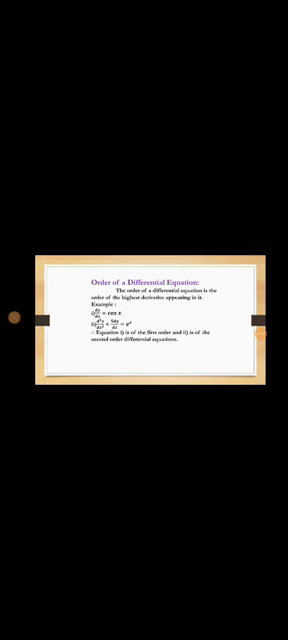 Order of a Differential Equation:
The order of a differential equation is the
order of the highest derivative appearing in it.
Example :
i) dy/dx = cos x
ii) d²y/dx² + 5dy/dx = eˣ
∴ Equation i) is of the first order and ii) is of the
second order differential equations.